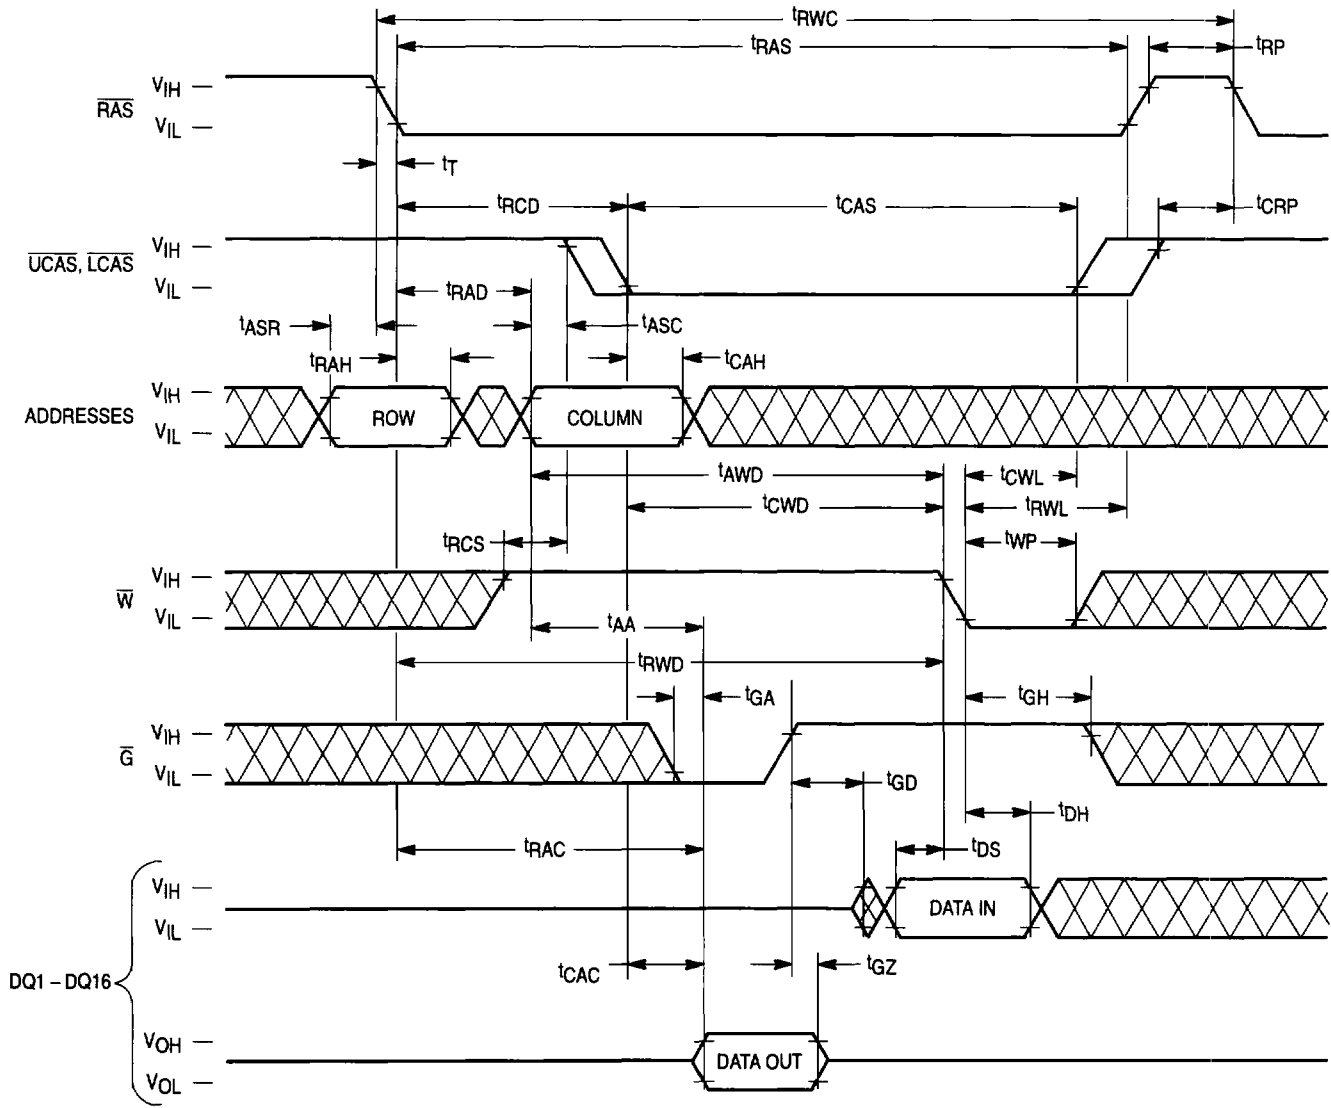 tRWC
tRAS
tRP
VIH
RAS
VIL
tT
tRCD
tCAS
tCRP
VIH
UCAS, LCAS
VIL
tRAD
tASR
tASC
tRAH
tCAH
VIH
ADDRESSES
ROW
COLUMN
VIL
tAWD
tCWL
tCWD
tRWL
tRCS
tWP
VIH
W
VIL
tAA
tRWD
tGA
tGH
VIH
G
VIL
tGD
tDH
tRAC
tDS
VIH
DATA IN
VIL
tCAC
tGZ
DQ1 – DQ16
VOH
DATA OUT
VOL